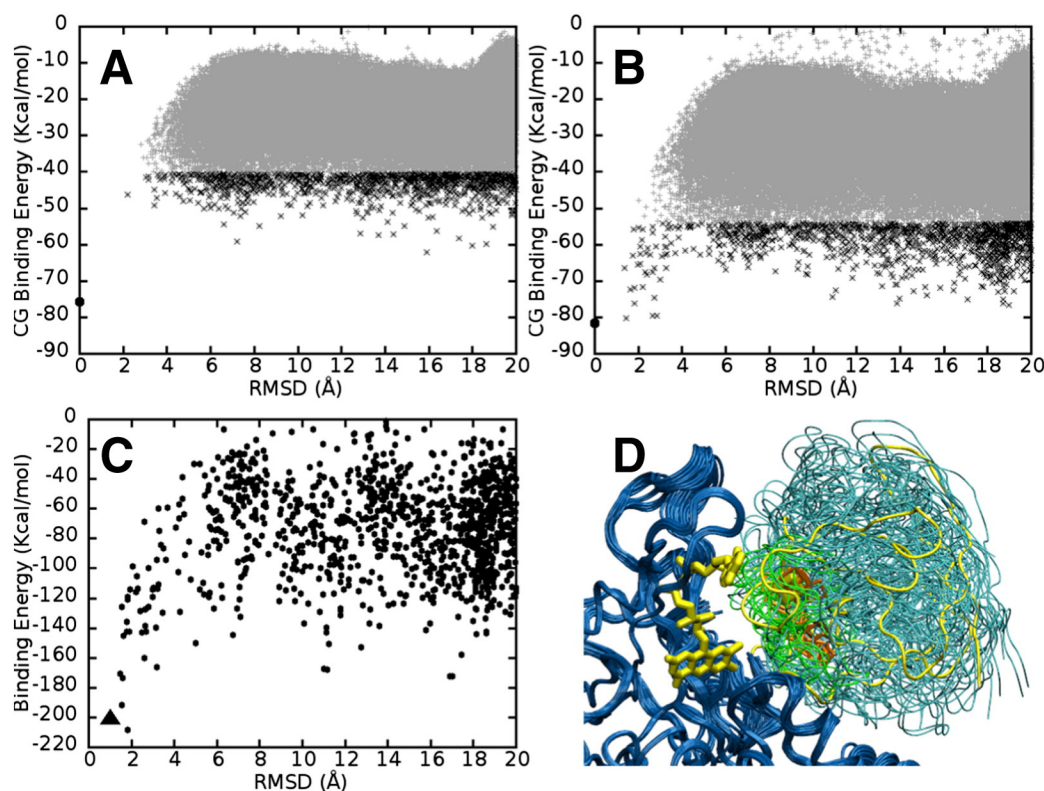 A
0
-10
-20
-30
-40
-50
-60
-70
-80
-90
CG Binding Energy (Kcal/mol)
0 2 4 6 8 10 12 14 16 18 20
RMSD (Å)
B
0
-10
-20
-30
-40
-50
-60
-70
-80
-90
CG Binding Energy (Kcal/mol)
0 2 4 6 8 10 12 14 16 18 20
RMSD (Å)
C
0
-20
-40
-60
-80
-100
-120
-140
-160
-180
-200
-220
Binding Energy (Kcal/mol)
0 2 4 6 8 10 12 14 16 18 20
RMSD (Å)
D